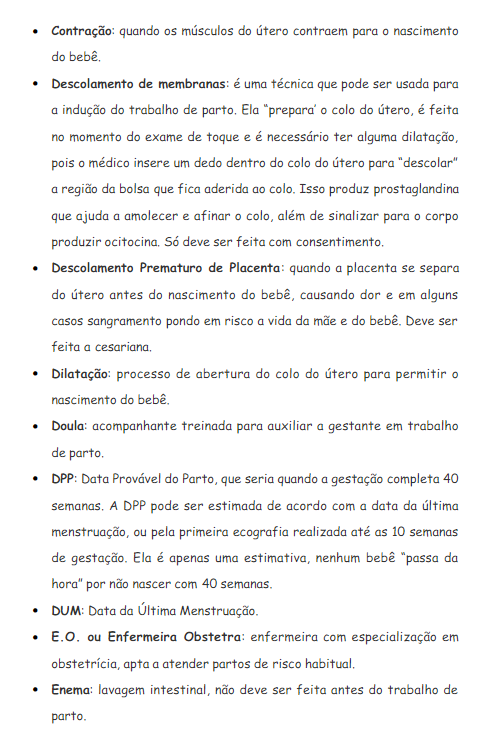 • Contração: quando os músculos do útero contraem para o nascimento
do bebê.
• Descolamento de membranas: é uma técnica que pode ser usada para
a indução do trabalho de parto. Ela “prepara’ o colo do útero, é feita
no momento do exame de toque e é necessário ter alguma dilatação,
pois o médico insere um dedo dentro do colo do útero para “descolar”
a região da bolsa que fica aderida ao colo. Isso produz prostaglandina
que ajuda a amolecer e afinar o colo, além de sinalizar para o corpo
produzir ocitocina. Só deve ser feita com consentimento.
• Descolamento Prematuro de Placenta: quando a placenta se separa
do útero antes do nascimento do bebê, causando dor e em alguns
casos sangramento pondo em risco a vida da mãe e do bebê. Deve ser
feita a cesariana.
• Dilatação: processo de abertura do colo do útero para permitir o
nascimento do bebê.
• Doula: acompanhante treinada para auxiliar a gestante em trabalho
de parto.
• DPP: Data Provável do Parto, que seria quando a gestação completa 40
semanas. A DPP pode ser estimada de acordo com a data da última
menstruação, ou pela primeira ecografia realizada até as 10 semanas
de gestação. Ela é apenas uma estimativa, nenhum bebê “passa da
hora” por não nascer com 40 semanas.
• DUM: Data da Última Menstruação.
• E.O. ou Enfermeira Obstetra: enfermeira com especialização em
obstetrícia, apta a atender partos de risco habitual.
• Enema: lavagem intestinal, não deve ser feita antes do trabalho de
parto.